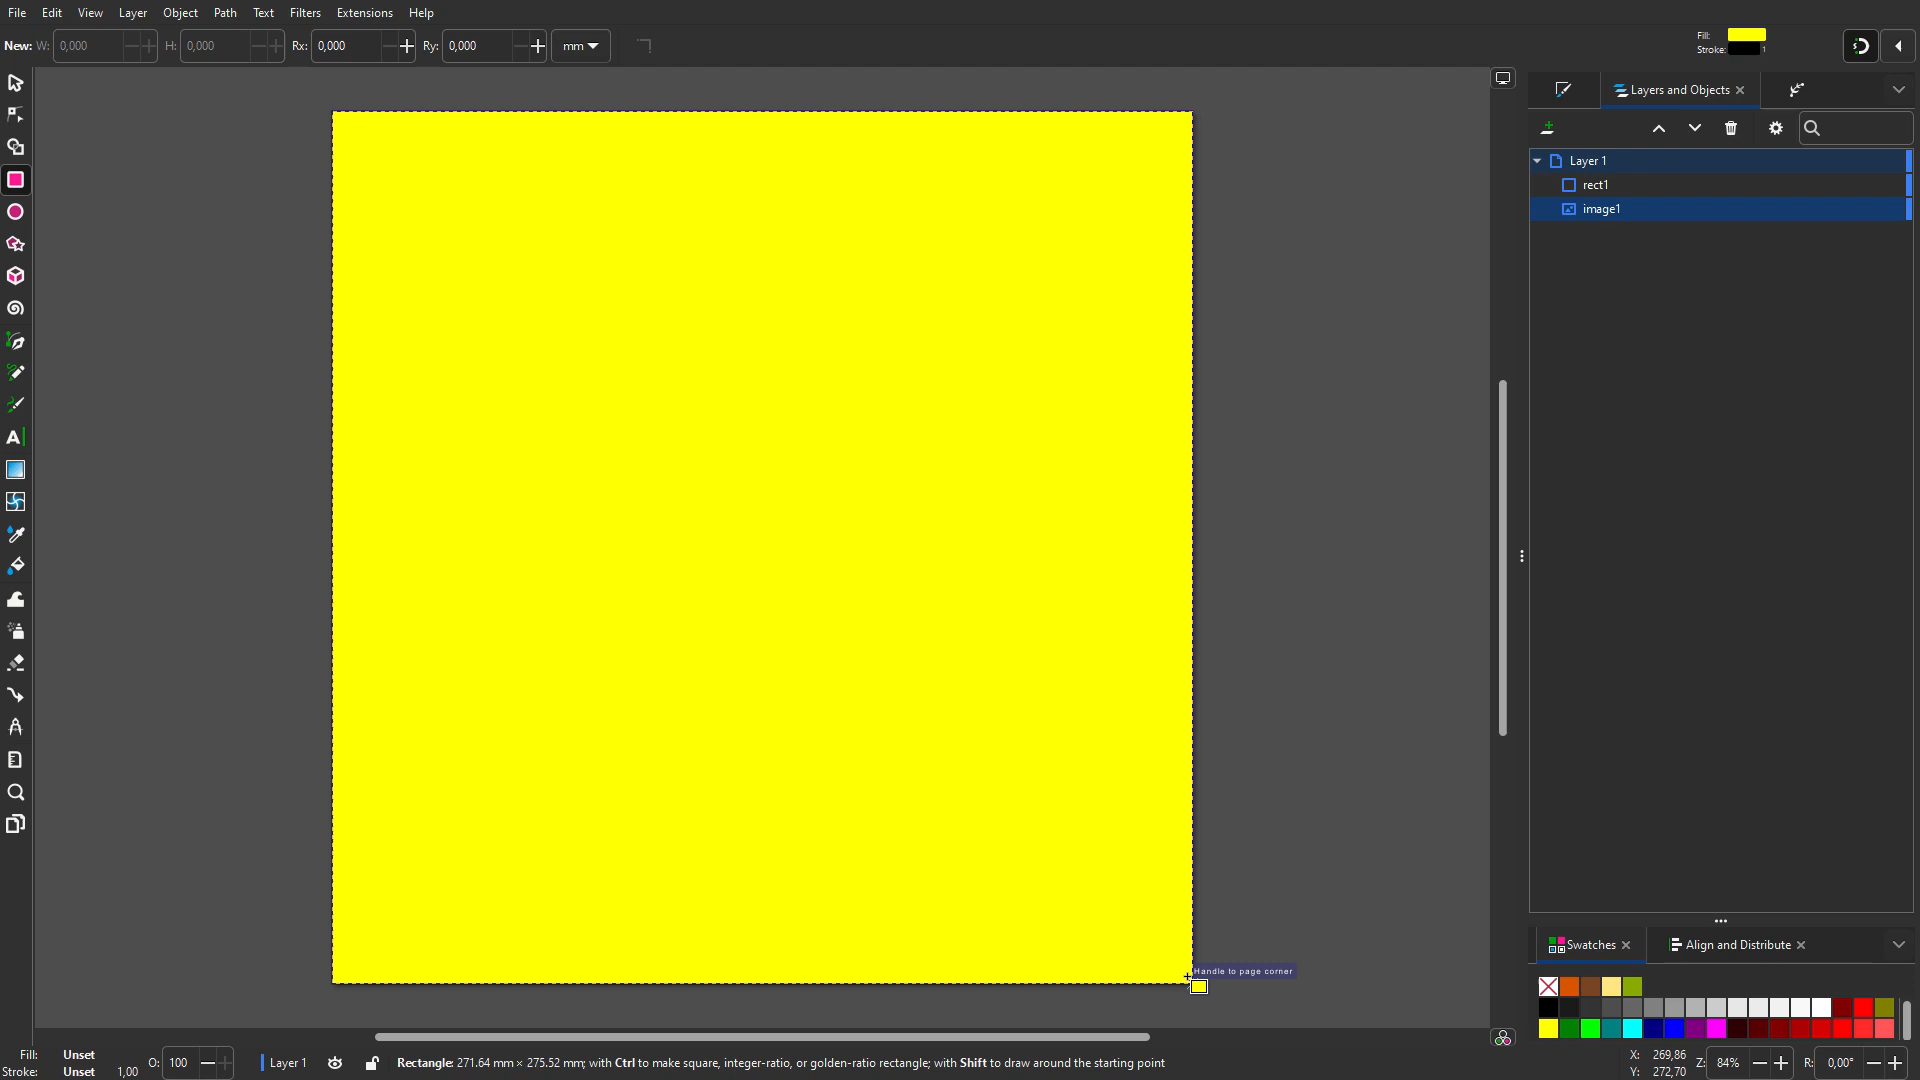 File Edit View Layer Object Path Text Filters Extensions Help
New: W: 0,000 H: 0,000 Rx: 0,000 Ry: 0,000 mm
Fill:
Stroke: 1
Layers and Objects
Layer 1
rect1
image1
Handle to page corner
Swatches Align and Distribute
Fill: Unset
Stroke: Unset 1,00
O: 100
Layer 1
Rectangle: 271.64 mm × 275.52 mm; with Ctrl to make square, integer-ratio, or golden-ratio rectangle; with Shift to draw around the starting point
X: 269,86
Y: 272,70
Z: 84%
R: 0,00°